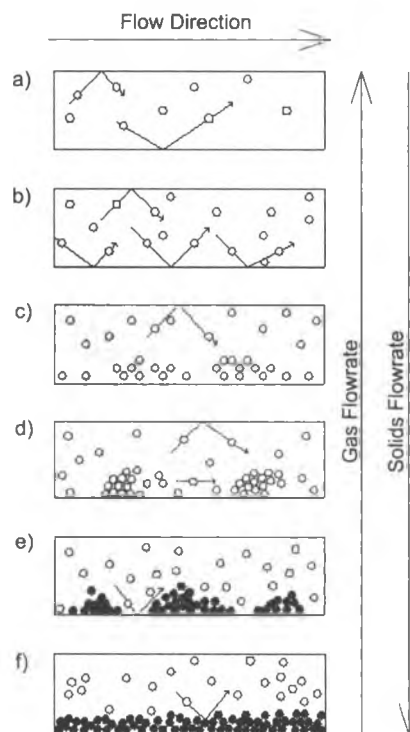 Flow Direction
a)
b)
c)
d)
e)
f)
Gas Flowrate
Solids Flowrate